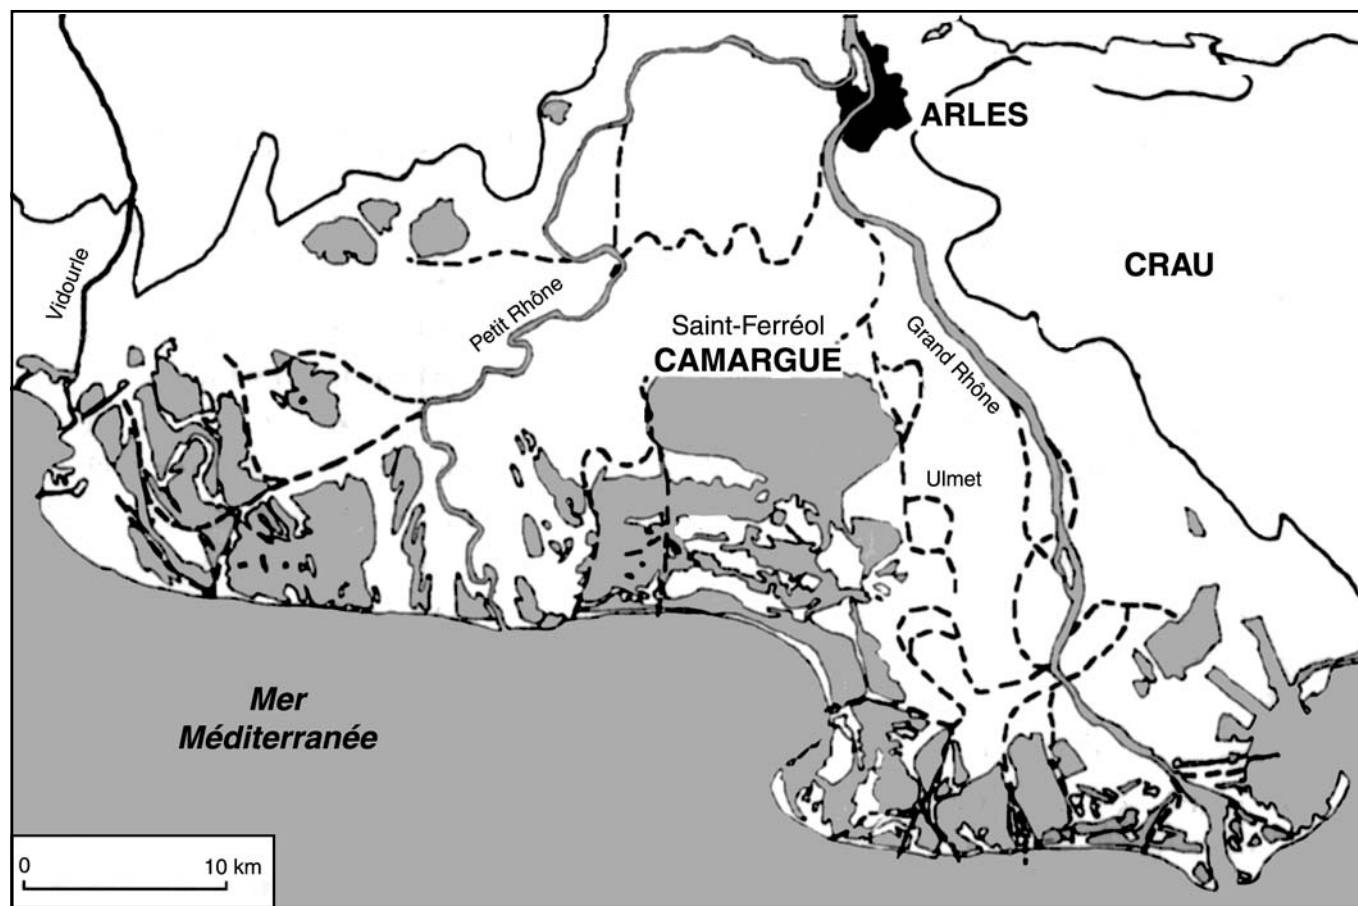 ARLES
CRAU
Vidourle
Petit Rhône
Saint-Ferréol
CAMARGUE
Grand Rhône
Ulmet
Mer
Méditerranée
0 10 km